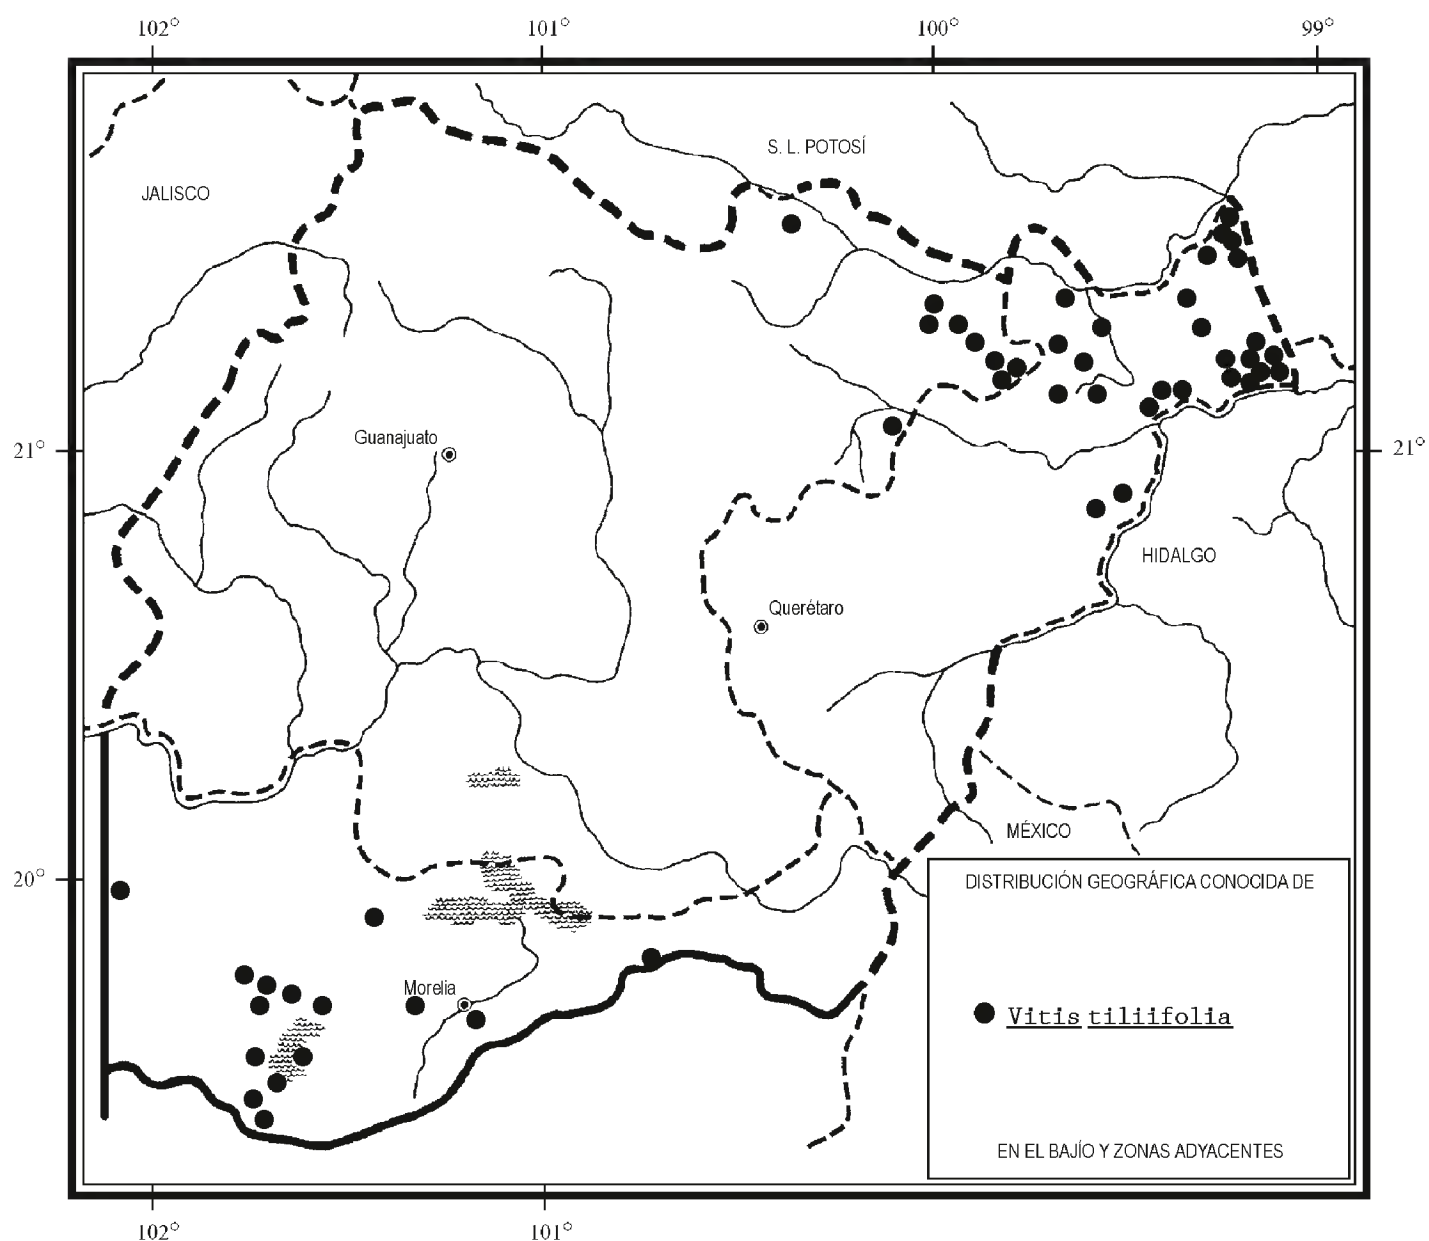 102° 101° 100° 99°
S. L. POTOSÍ
JALISCO
Guanajuato
21° 21°
HIDALGO
Querétaro
MÉXICO
20°
DISTRIBUCIÓN GEOGRÁFICA CONOCIDA DE
Morelia
Vitis tiliifolia
EN EL BAJÍO Y ZONAS ADYACENTES
102° 101°